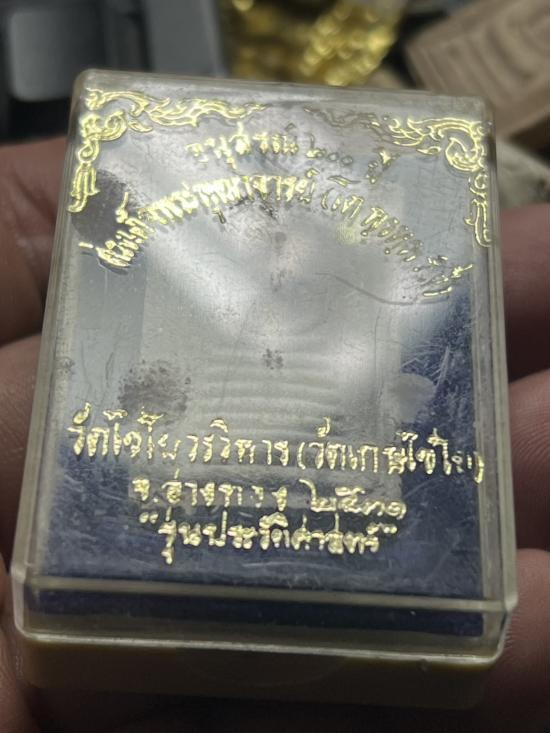 อนุสรณ์ ๒๐๐ ปี
สมเด็จพระพุฒาจารย์ (โต พรหมรังสี)
วัดไชโยวรวิหาร (วัดเกษไชโย)
จ.อ่างทอง ๒๕๓๑
"รุ่นประวัติศาสตร์"